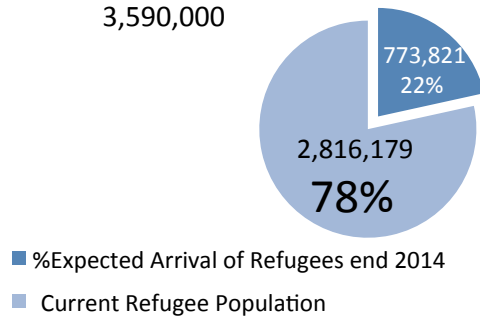 3,590,000
773,821
22%
2,816,179
78%
%Expected Arrival of Refugees end 2014
Current Refugee Population